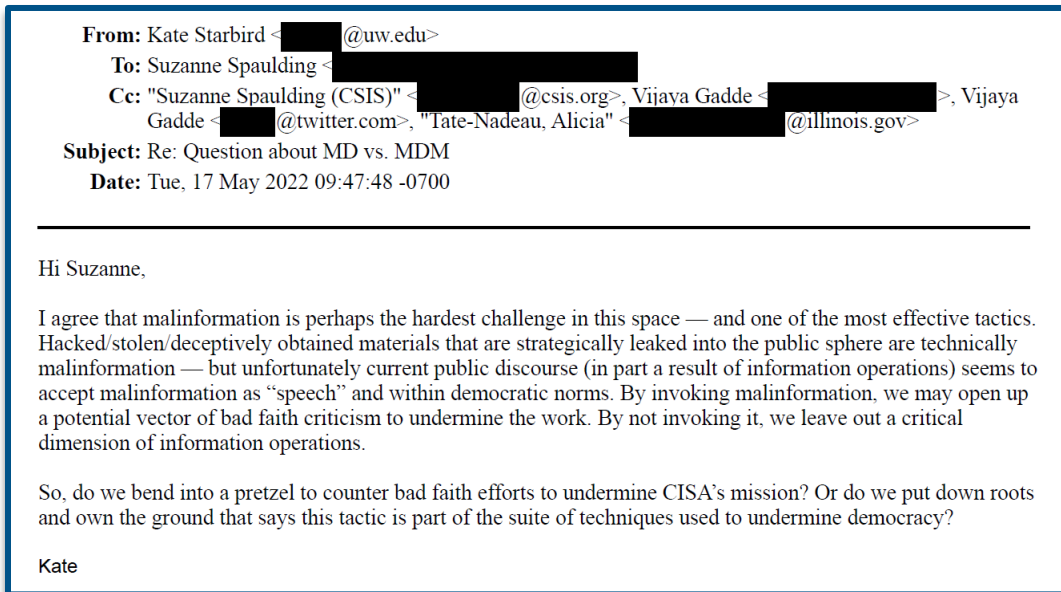 From: Kate Starbird < @uw.edu>
To: Suzanne Spaulding <
Cc: "Suzanne Spaulding (CSIS)" < @csis.org>, Vijaya Gadde < >, Vijaya
Gadde < @twitter.com>, "Tate-Nadeau, Alicia" < @illinois.gov>
Subject: Re: Question about MD vs. MDM
Date: Tue, 17 May 2022 09:47:48 -0700
Hi Suzanne,
I agree that malinformation is perhaps the hardest challenge in this space — and one of the most effective tactics.
Hacked/stolen/deceptively obtained materials that are strategically leaked into the public sphere are technically
malinformation — but unfortunately current public discourse (in part a result of information operations) seems to
accept malinformation as “speech” and within democratic norms. By invoking malinformation, we may open up
a potential vector of bad faith criticism to undermine the work. By not invoking it, we leave out a critical
dimension of information operations.
So, do we bend into a pretzel to counter bad faith efforts to undermine CISA’s mission? Or do we put down roots
and own the ground that says this tactic is part of the suite of techniques used to undermine democracy?
Kate